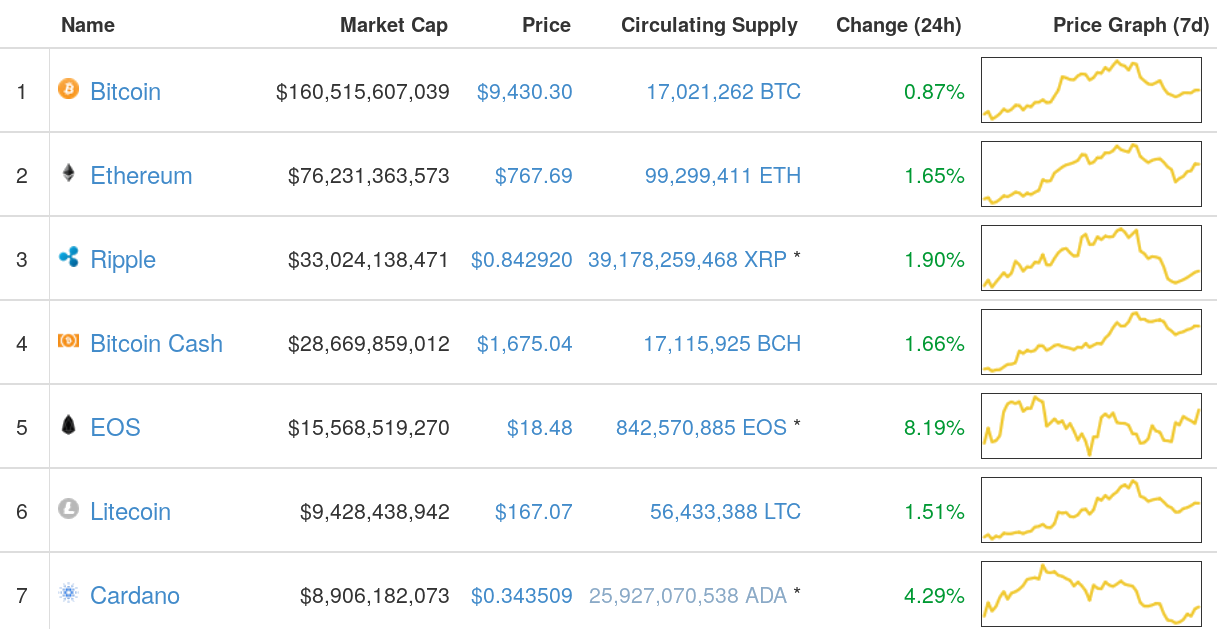 Name Market Cap Price Circulating Supply Change (24h) Price Graph (7d)
1 Bitcoin $160,515,607,039 $9,430.30 17,021,262 BTC 0.87%
2 Ethereum $76,231,363,573 $767.69 99,299,411 ETH 1.65%
3 Ripple $33,024,138,471 $0.842920 39,178,259,468 XRP * 1.90%
4 Bitcoin Cash $28,669,859,012 $1,675.04 17,115,925 BCH 1.66%
5 EOS $15,568,519,270 $18.48 842,570,885 EOS * 8.19%
6 Litecoin $9,428,438,942 $167.07 56,433,388 LTC 1.51%
7 Cardano $8,906,182,073 $0.343509 25,927,070,538 ADA * 4.29%